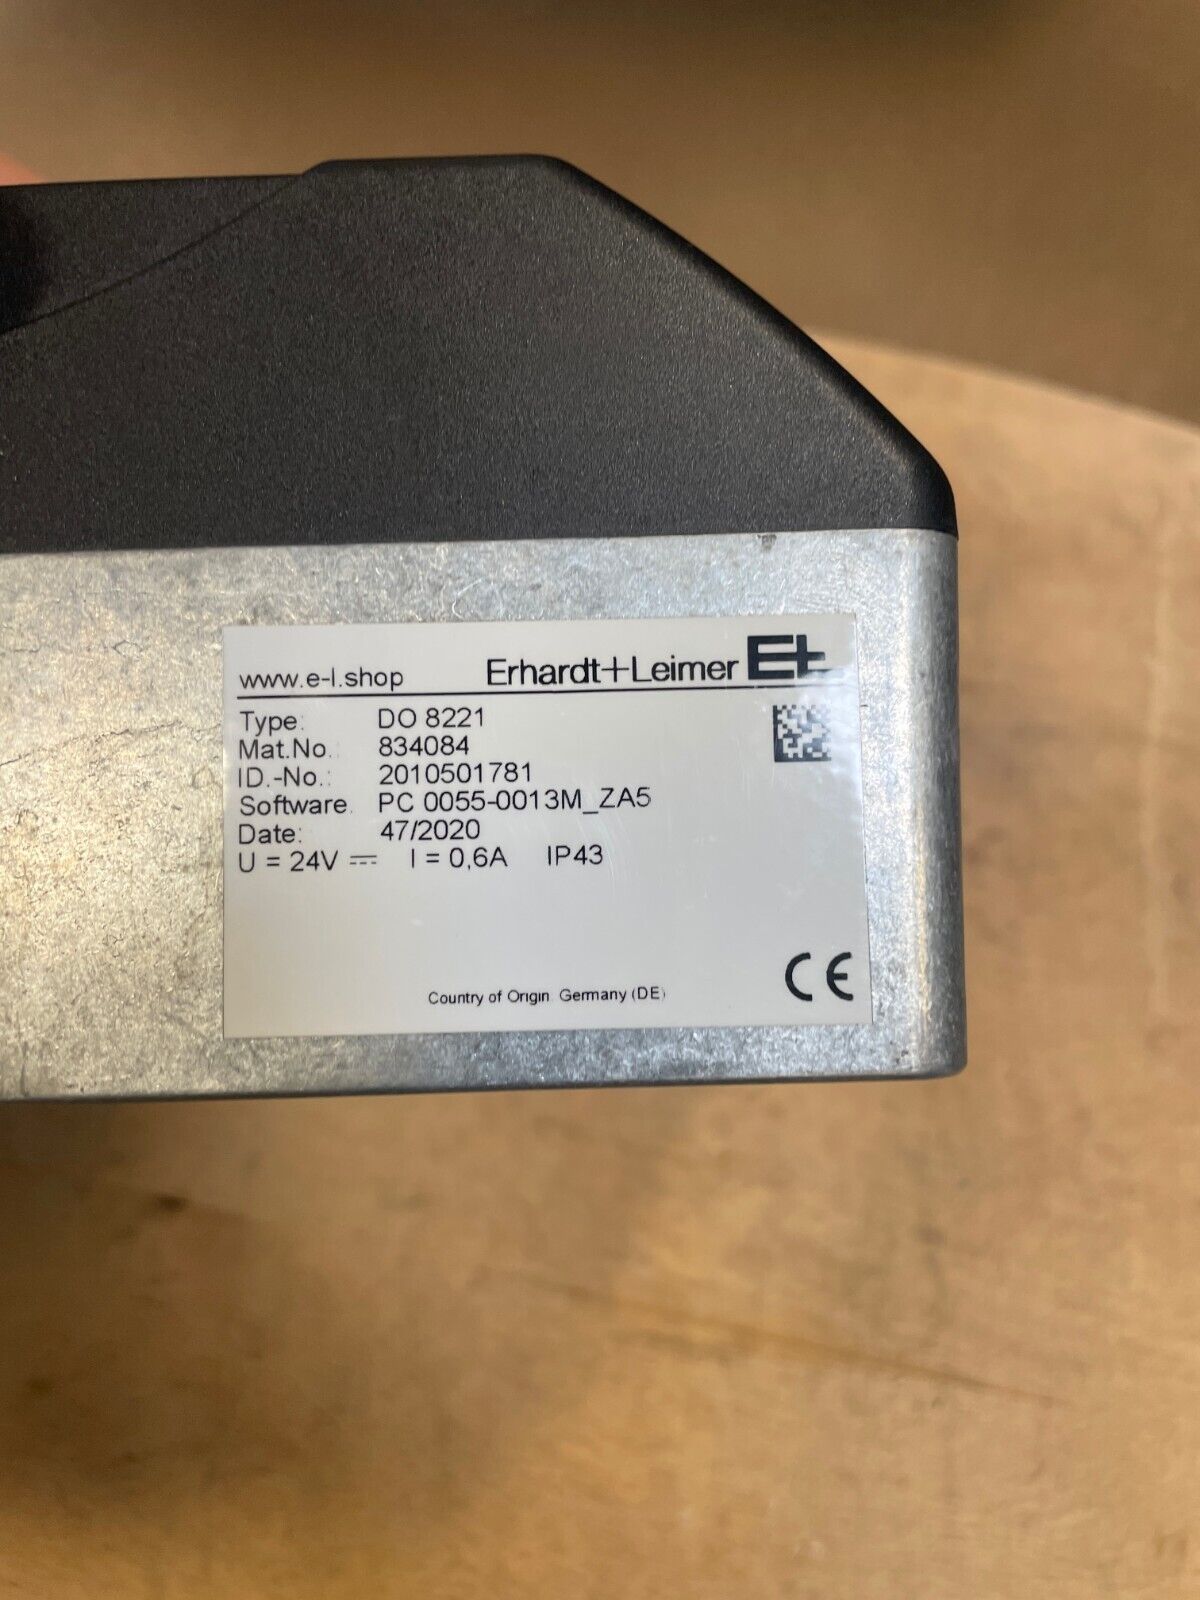 www.e-l.shop Erhardt+Leimer EL
Type: DO 8221
Mat.No.: 834084
ID.-No.: 2010501781
Software: PC 0055-0013M_ZA5
Date: 47/2020
U = 24V ⎓ I = 0,6A IP43
CE
Country of Origin: Germany (DE)